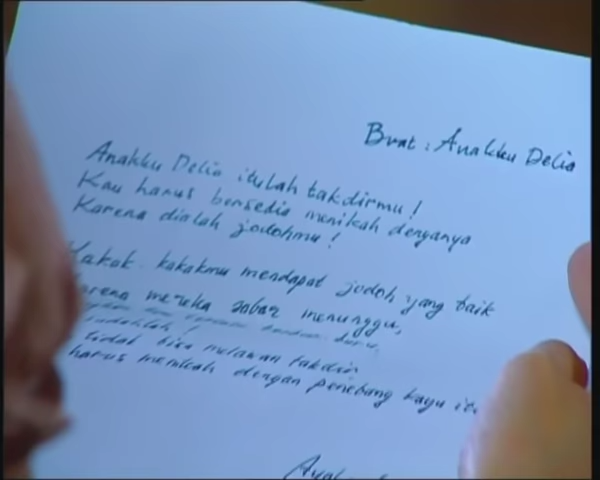 Buat : Anakku Delia
Anakku Delia itulah takdirmu!
Kau harus bersedia menikah denganya
Karena dialah jodohmu!
Kakak-kakakmu mendapat jodoh yang baik
karena mereka sabar menunggu,
tidak bisa melawan takdir
harus menikah dengan penebang kayu itu